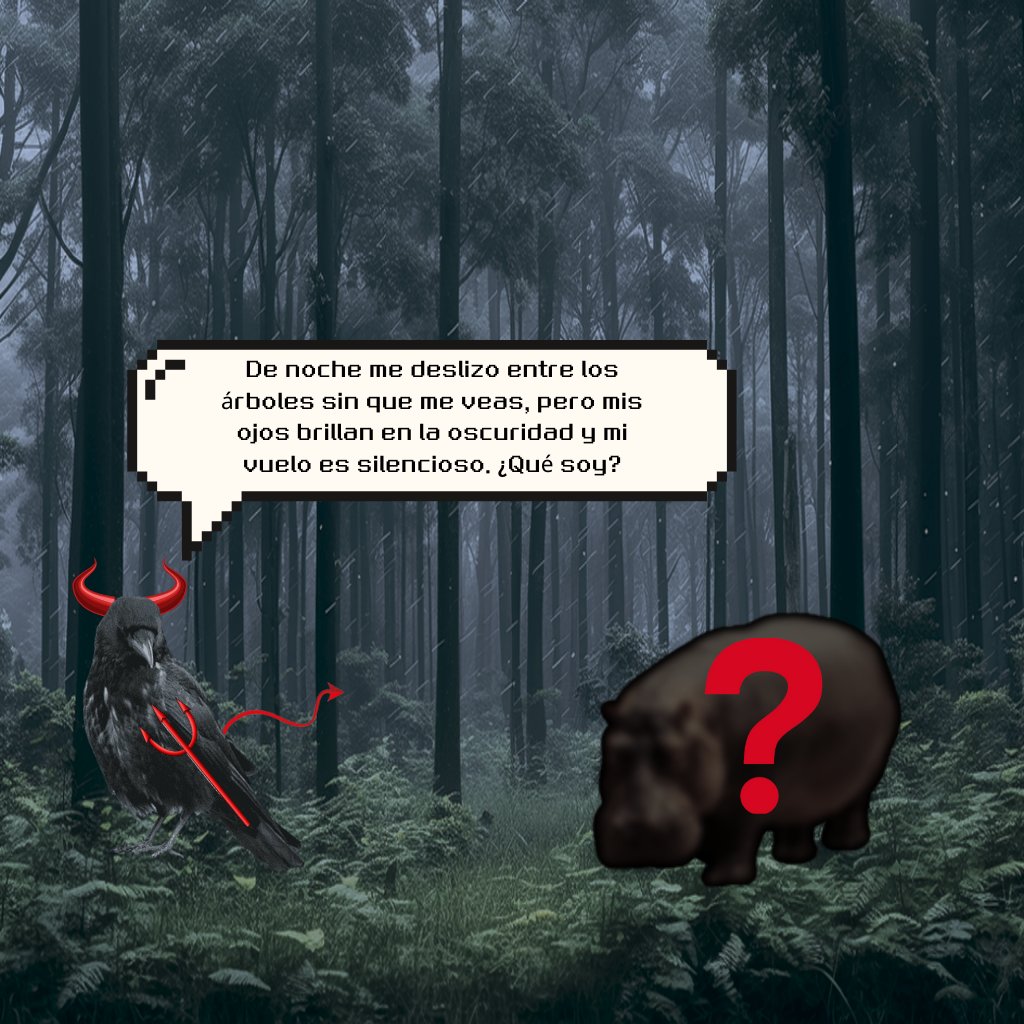 De noche me deslizo entre los
árboles sin que me veas, pero mis
ojos brillan en la oscuridad y mi
vuelo es silencioso. ¿Qué soy?
?